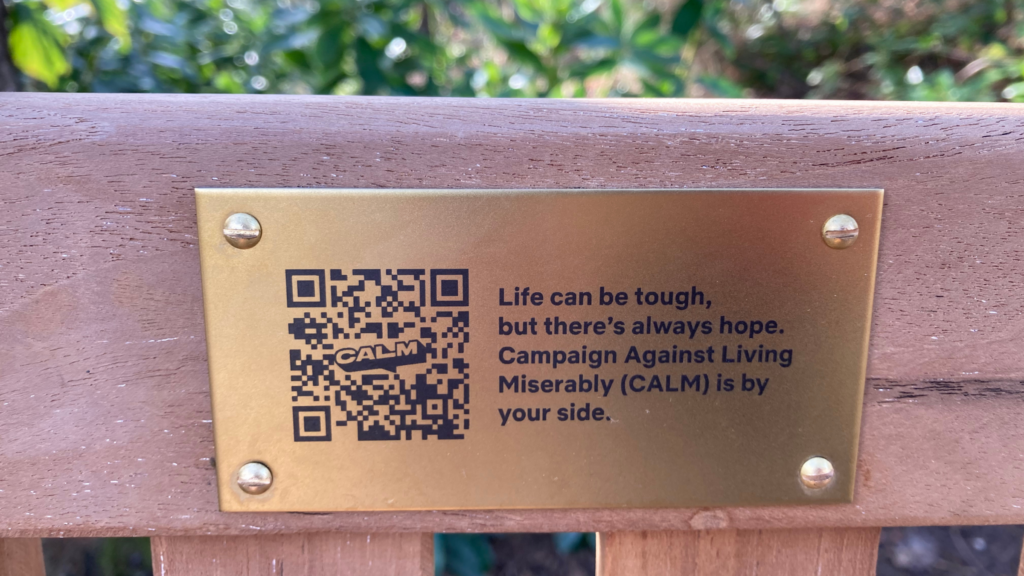 CALM
Life can be tough,
but there's always hope.
Campaign Against Living
Miserably (CALM) is by
your side.